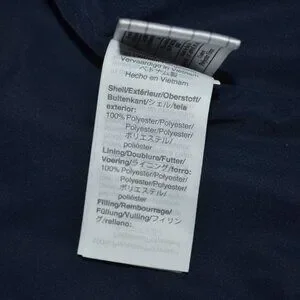 Vervaardigd in Vietnam
ベトナム製
Hecho en Vietnam
Shell/Extérieur/Oberstoff/
Buitenkant/シェル/tela
exterior:
100% Polyester/Polyester/
Polyester/Polyester/
ポリエステル/
poliéster
Lining/Doublure/Futter/
Voering/ライニング/forro:
100% Polyester/Polyester/
Polyester/Polyester/
ポリエステル/
poliéster
Filling/Rembourrage/
Füllung/Vulling/フィリン
グ/relleno: